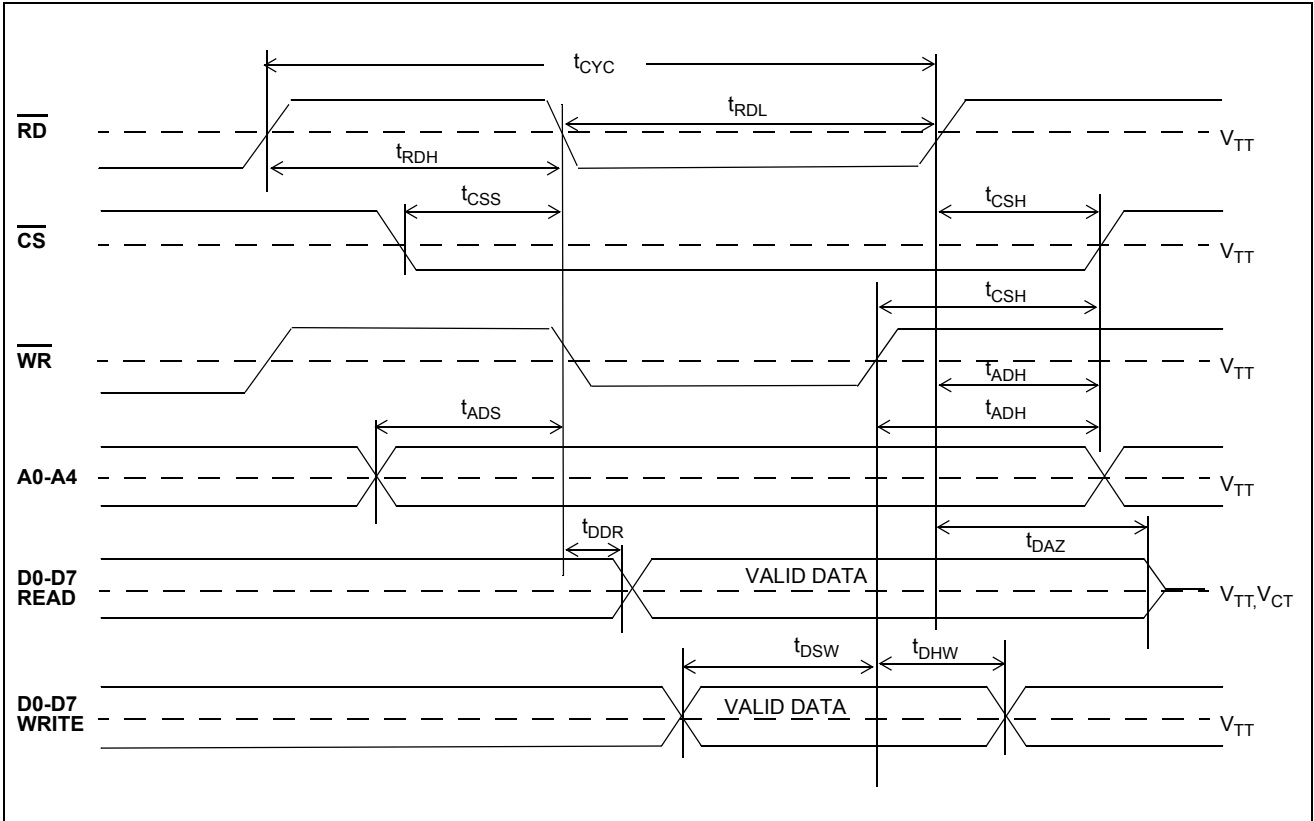 tCYC
tRDL
RD
VTT
tRDH
tCSS
tCSH
CS
VTT
tCSH
WR
VTT
tADH
tADS
tADH
A0-A4
VTT
tDDR
tDAZ
D0-D7
READ
VALID DATA
VTT,VCT
tDSW
tDHW
D0-D7
WRITE
VALID DATA
VTT